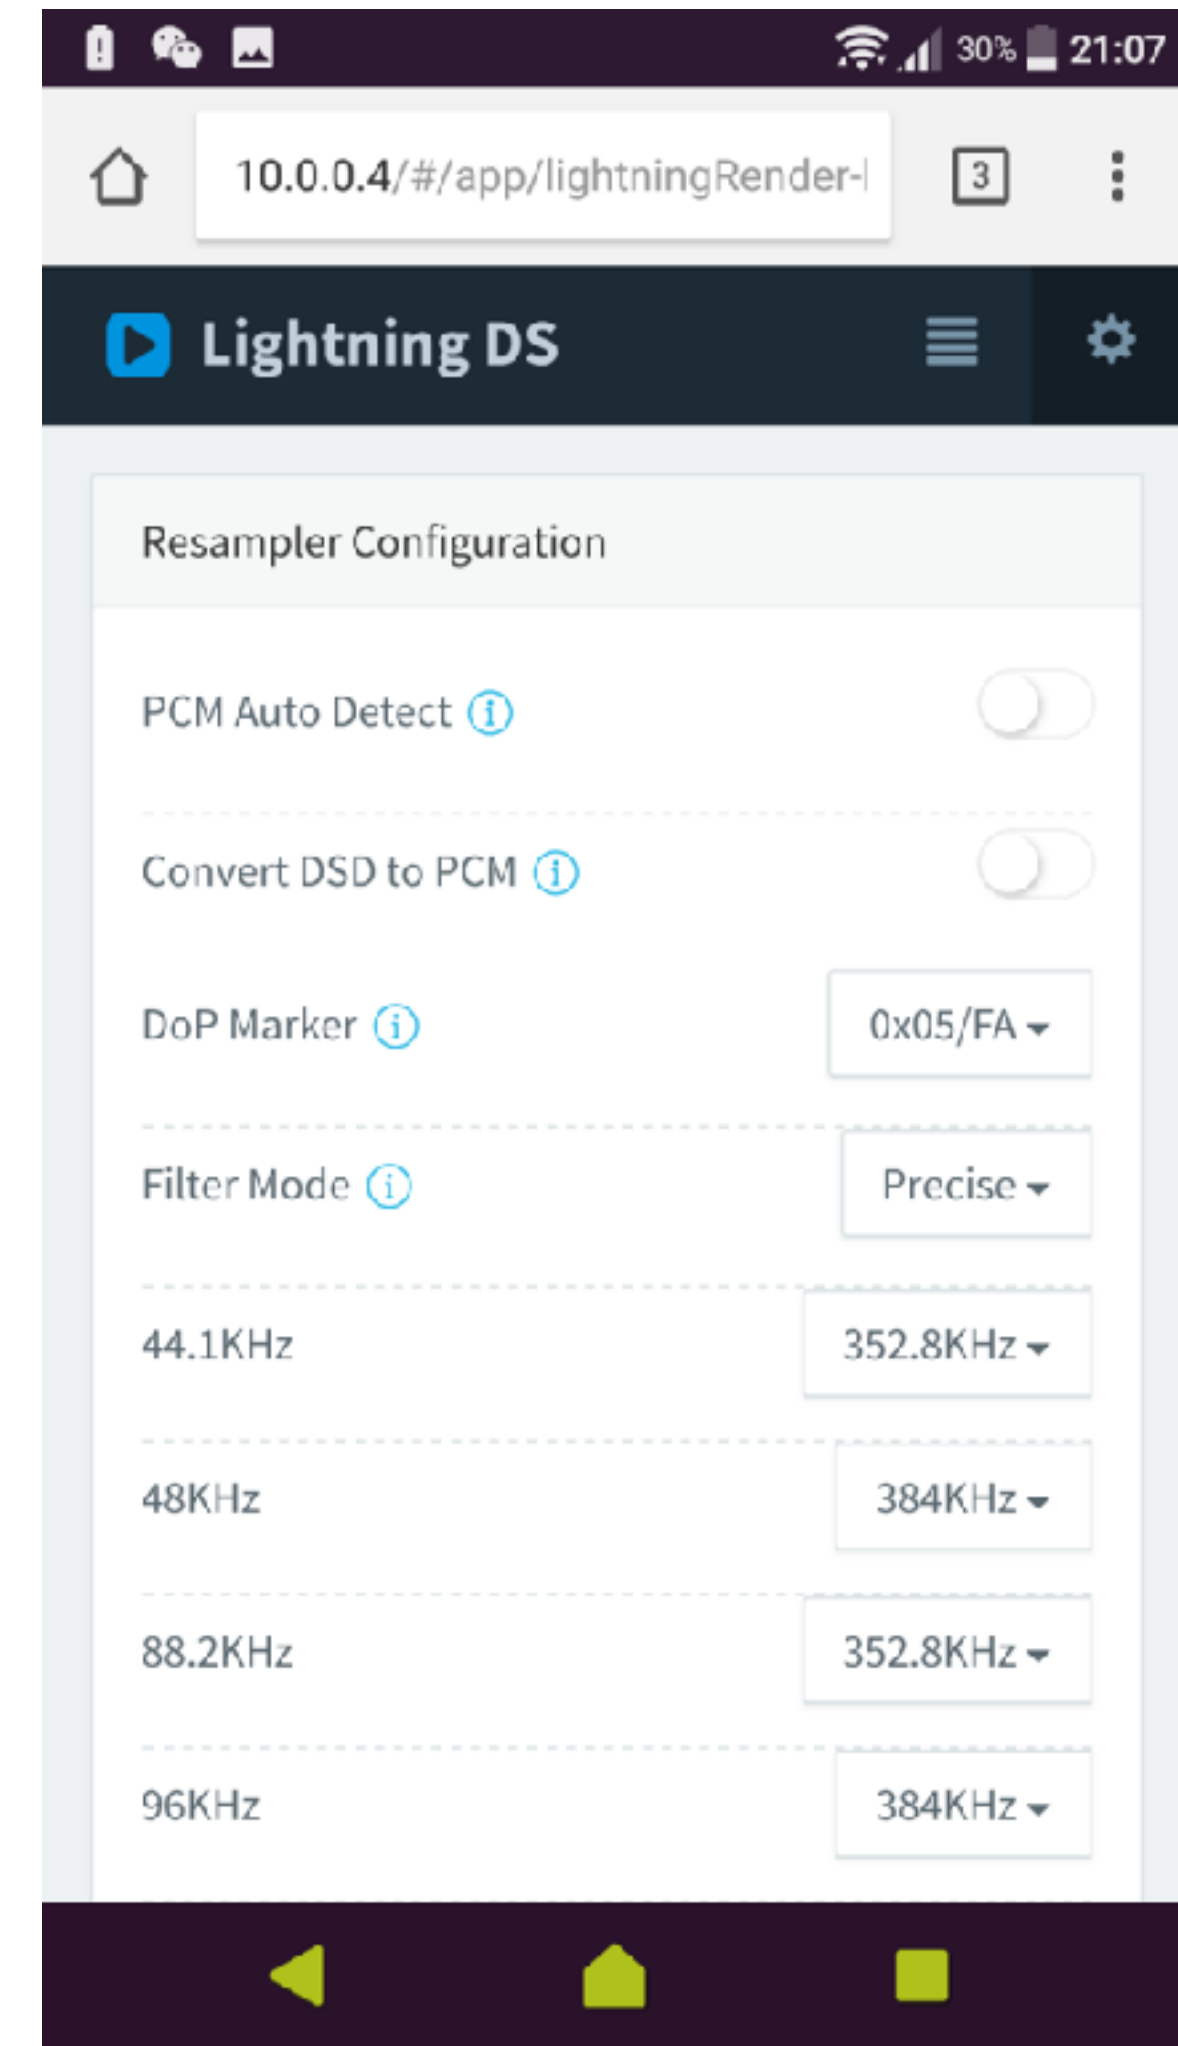 30% 21:07
10.0.0.4/#/app/lightningRender-
3
Lightning DS
Resampler Configuration
PCM Auto Detect
Convert DSD to PCM
DoP Marker 0x05/FA
Filter Mode Precise
44.1KHz 352.8KHz
48KHz 384KHz
88.2KHz 352.8KHz
96KHz 384KHz